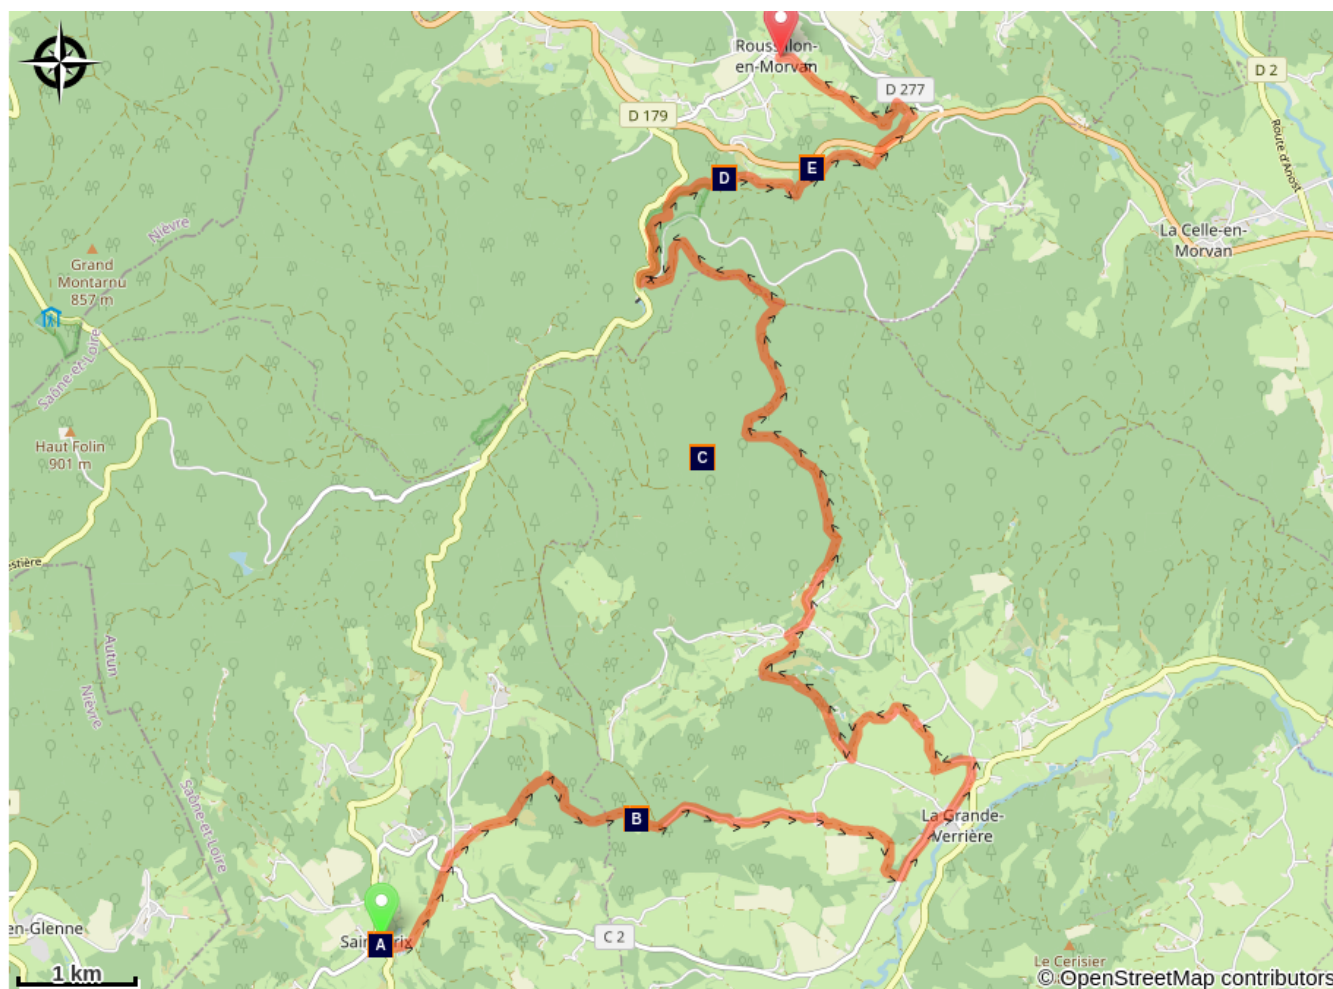 Roussillon-
en-Morvan
D 277
D 179
D 2
Route d'Anost
D
E
La Celle-en-
Morvan
Nièvre
Grand
Montarnu
857 m
Saône-et-Loire
Haut Folin
901 m
C
Autun
Nièvre
Saône-et-Loire
B
La Grande-
Verrière
en-Glenne
A
C 2
Le Cerisier
1 km
© OpenStreetMap contributors